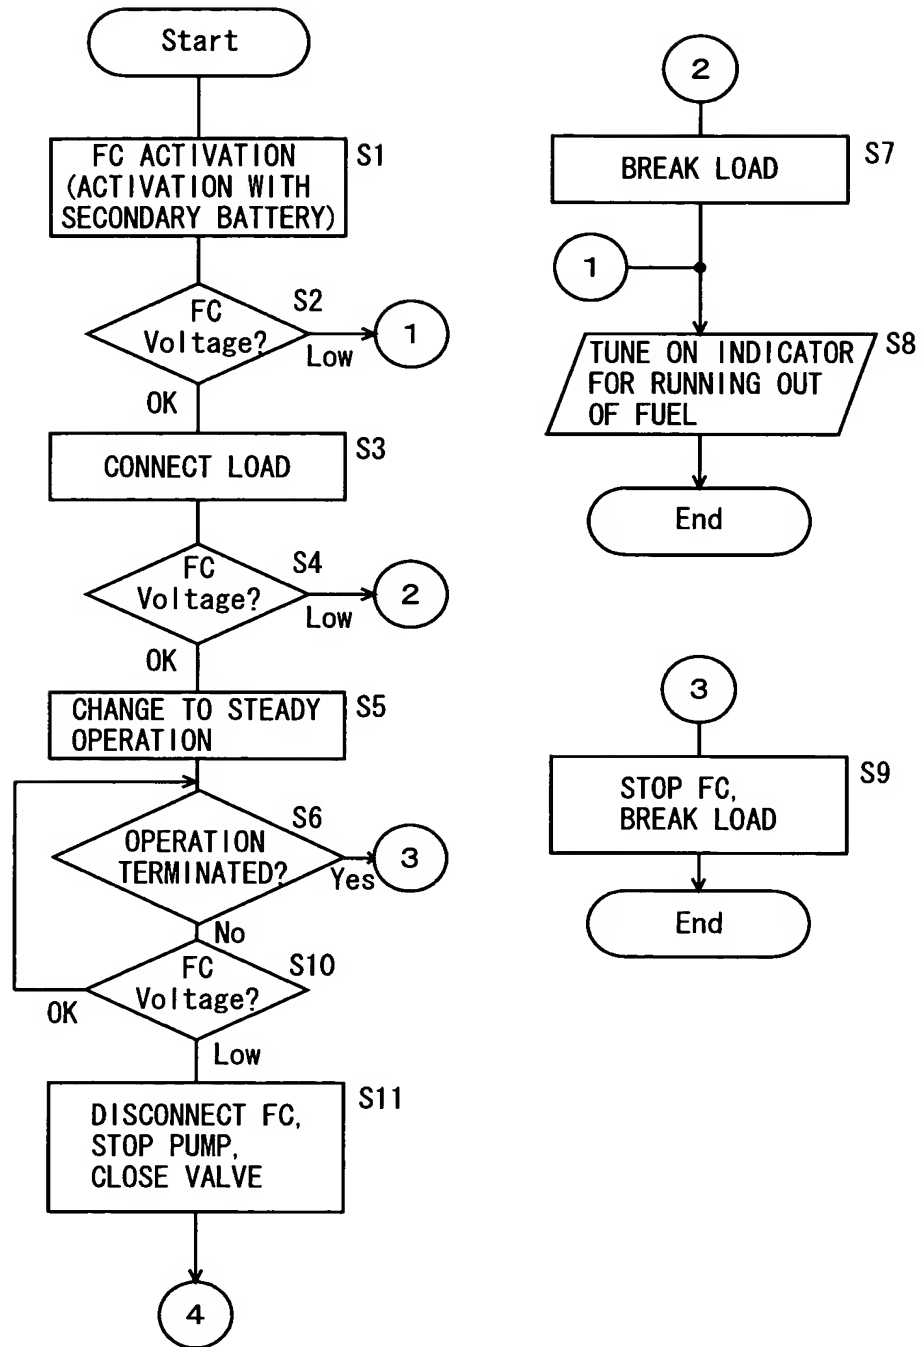 Start
FC ACTIVATION
(ACTIVATION WITH
SECONDARY BATTERY)
S1
FC
Voltage?
S2
Low
1
OK
CONNECT LOAD
S3
FC
Voltage?
S4
Low
2
OK
CHANGE TO STEADY
OPERATION
S5
OPERATION
TERMINATED?
S6
Yes
3
No
FC
Voltage?
S10
OK
Low
DISCONNECT FC,
STOP PUMP,
CLOSE VALVE
S11
4
2
BREAK LOAD
S7
1
TUNE ON INDICATOR
FOR RUNNING OUT
OF FUEL
S8
End
3
STOP FC,
BREAK LOAD
S9
End